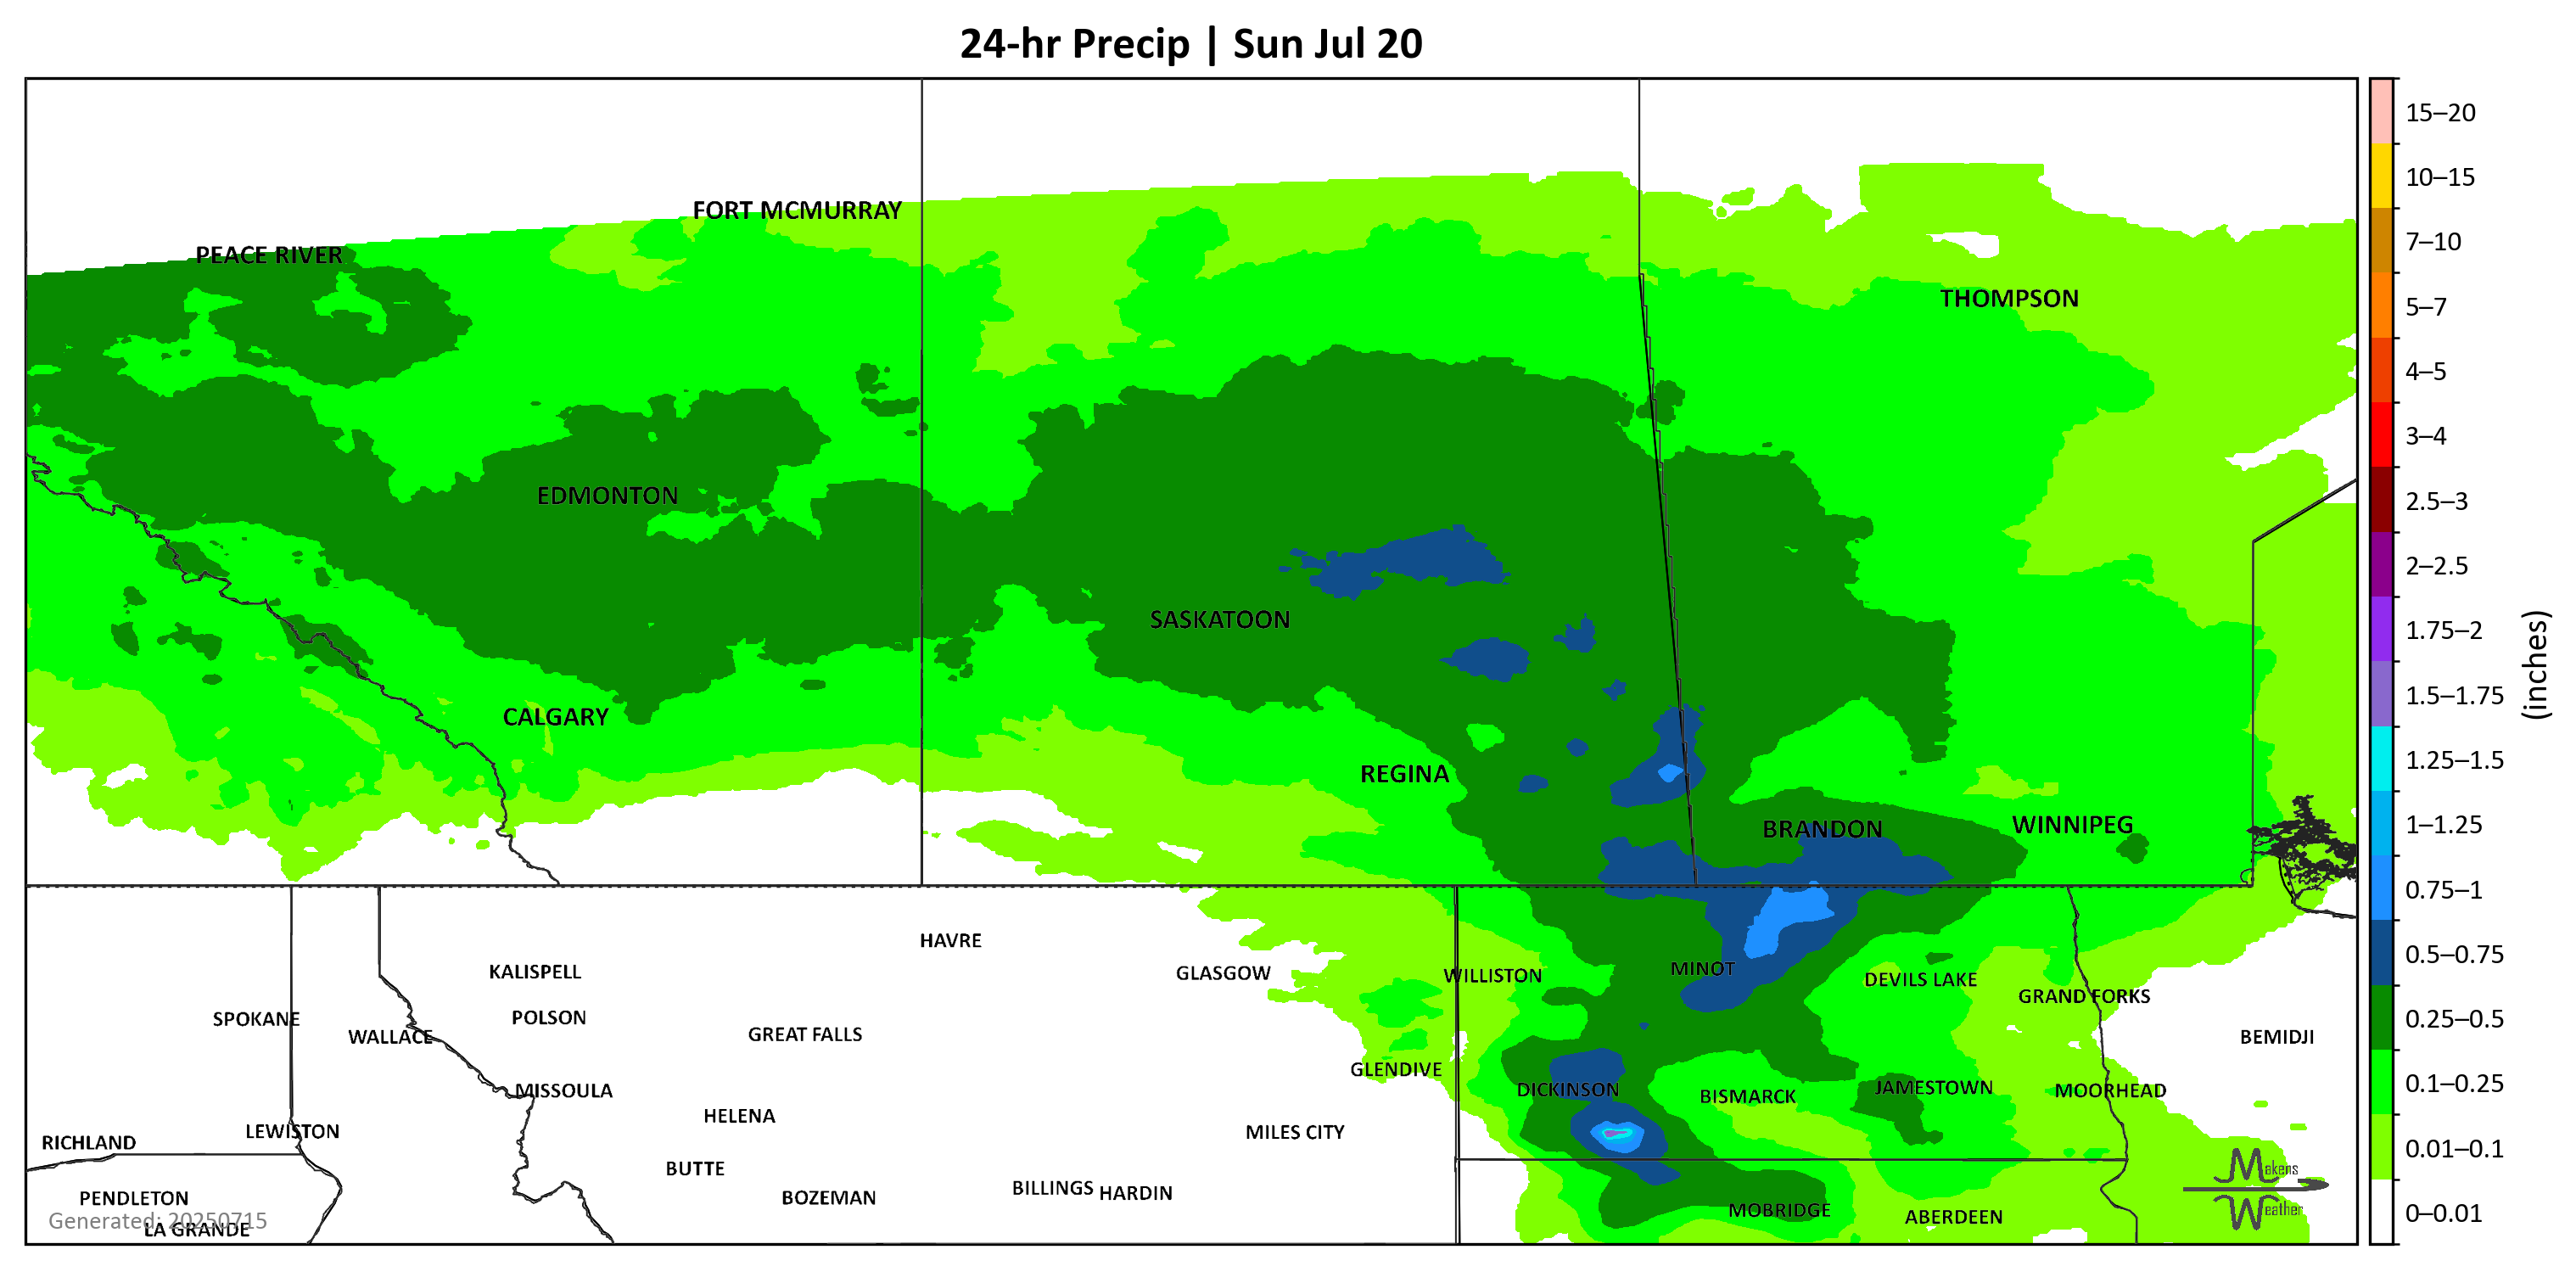 24-hr Precip | Sun Jul 20
15–20
10–15
7–10
5–7
4–5
3–4
2.5–3
2–2.5
1.75–2
1.5–1.75
1.25–1.5
1–1.25
0.75–1
0.5–0.75
0.25–0.5
0.1–0.25
0.01–0.1
0–0.01
(inches)
FORT MCMURRAY
PEACE RIVER
THOMPSON
EDMONTON
SASKATOON
CALGARY
REGINA
BRANDON
WINNIPEG
HAVRE
KALISPELL
GLASGOW
WILLISTON
MINOT
DEVILS LAKE
GRAND FORKS
SPOKANE
WALLACE
POLSON
GREAT FALLS
BEMIDJI
GLENDIVE
MISSOULA
DICKINSON
BISMARCK
JAMESTOWN
MOORHEAD
HELENA
RICHLAND
LEWISTON
MILES CITY
BUTTE
PENDLETON
BOZEMAN
BILLINGS
HARDIN
MOBRIDGE
ABERDEEN
Generated: 20250715
LA GRANDE
Makens
Weather